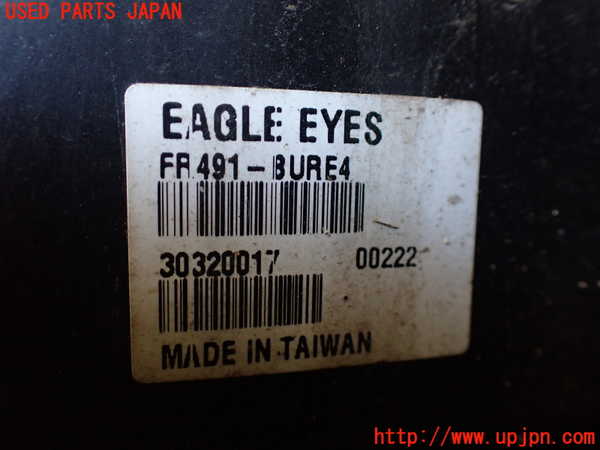 USED PARTS JAPAN
EAGLE EYES
FR491-BURE4
30320017 00222
MADE IN TAIWAN
http://www.upjpn.com/